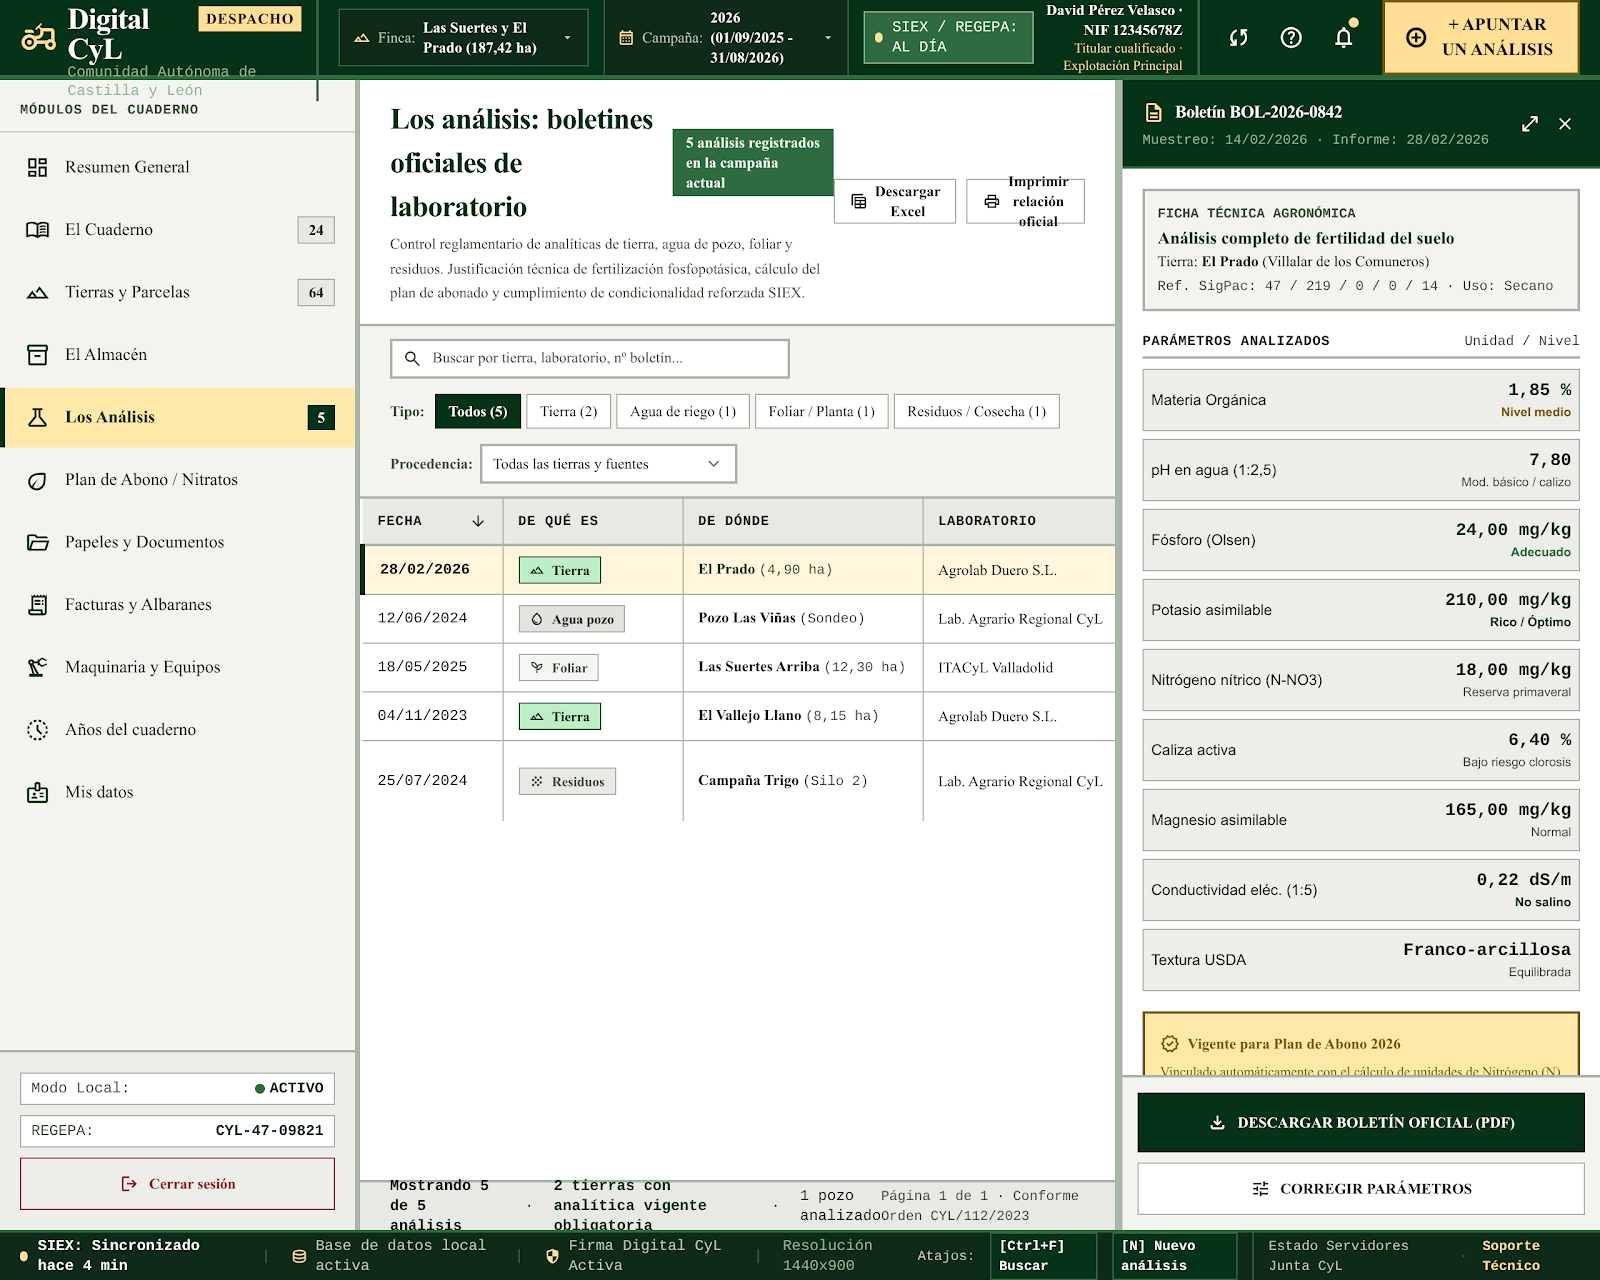 Digital
CyL
DESPACHO
Comunidad Autónoma de
Castilla y León
Finca:
Las Suertes y El
Prado (187,42 ha)
Campaña:
2026
(01/09/2025 -
31/08/2026)
SIEX / REGEPA:
AL DÍA
David Pérez Velasco ·
NIF 12345678Z
Titular cualificado ·
Explotación Principal
+ APUNTAR
UN ANÁLISIS
MÓDULOS DEL CUADERNO
Resumen General
El Cuaderno 24
Tierras y Parcelas 64
El Almacén
Los Análisis 5
Plan de Abono / Nitratos
Papeles y Documentos
Facturas y Albaranes
Maquinaria y Equipos
Años del cuaderno
Mis datos
Modo Local: ACTIVO
REGEPA: CYL-47-09821
Cerrar sesión
Los análisis: boletines
oficiales de
laboratorio
5 análisis registrados
en la campaña
actual
Descargar
Excel
Imprimir
relación
oficial
Control reglamentario de analíticas de tierra, agua de pozo, foliar y
residuos. Justificación técnica de fertilización fosfopotásica, cálculo del
plan de abonado y cumplimiento de condicionalidad reforzada SIEX.
Buscar por tierra, laboratorio, nº boletín...
Tipo: Todos (5) Tierra (2) Agua de riego (1) Foliar / Planta (1) Residuos / Cosecha (1)
Procedencia: Todas las tierras y fuentes
FECHA DE QUÉ ES DE DÓNDE LABORATORIO
28/02/2026 Tierra El Prado (4,90 ha) Agrolab Duero S.L.
12/06/2024 Agua pozo Pozo Las Viñas (Sondeo) Lab. Agrario Regional CyL
18/05/2025 Foliar Las Suertes Arriba (12,30 ha) ITACyL Valladolid
04/11/2023 Tierra El Vallejo Llano (8,15 ha) Agrolab Duero S.L.
25/07/2024 Residuos Campaña Trigo (Silo 2) Lab. Agrario Regional CyL
Mostrando 5
de 5
análisis
·
2 tierras con
analítica vigente
obligatoria
·
1 pozo
analizado
Página 1 de 1 · Conforme
Orden CYL/112/2023
Boletín BOL-2026-0842
Muestreo: 14/02/2026 · Informe: 28/02/2026
FICHA TÉCNICA AGRONÓMICA
Análisis completo de fertilidad del suelo
Tierra: El Prado (Villalar de los Comuneros)
Ref. SigPac: 47 / 219 / 0 / 0 / 14 · Uso: Secano
PARÁMETROS ANALIZADOS Unidad / Nivel
Materia Orgánica 1,85 %
Nivel medio
pH en agua (1:2,5) 7,80
Mod. básico / calizo
Fósforo (Olsen) 24,00 mg/kg
Adecuado
Potasio asimilable 210,00 mg/kg
Rico / Óptimo
Nitrógeno nítrico (N-NO3) 18,00 mg/kg
Reserva primaveral
Caliza activa 6,40 %
Bajo riesgo clorosis
Magnesio asimilable 165,00 mg/kg
Normal
Conductividad eléc. (1:5) 0,22 dS/m
No salino
Textura USDA Franco-arcillosa
Equilibrada
Vigente para Plan de Abono 2026
Vinculado automáticamente con el cálculo de unidades de Nitrógeno (N)
DESCARGAR BOLETÍN OFICIAL (PDF)
CORREGIR PARÁMETROS
SIEX: Sincronizado
hace 4 min
Base de datos local
activa
Firma Digital CyL
Activa
Resolución
1440x900
Atajos:
[Ctrl+F]
Buscar
[N] Nuevo
análisis
Estado Servidores
Junta CyL
·
Soporte
Técnico